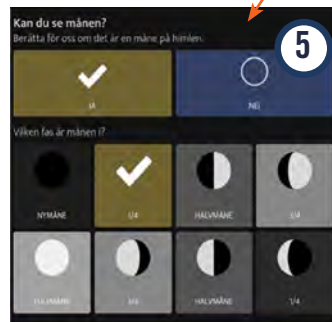 Kan du se månen?
Berätta för oss om det är en måne på himlen.
5
JA
NEJ
Vilken fas är månen i?
NYMÅNE
1/4
HALVMÅNE
3/4
FULLMÅNE
3/4
HALVMÅNE
1/4